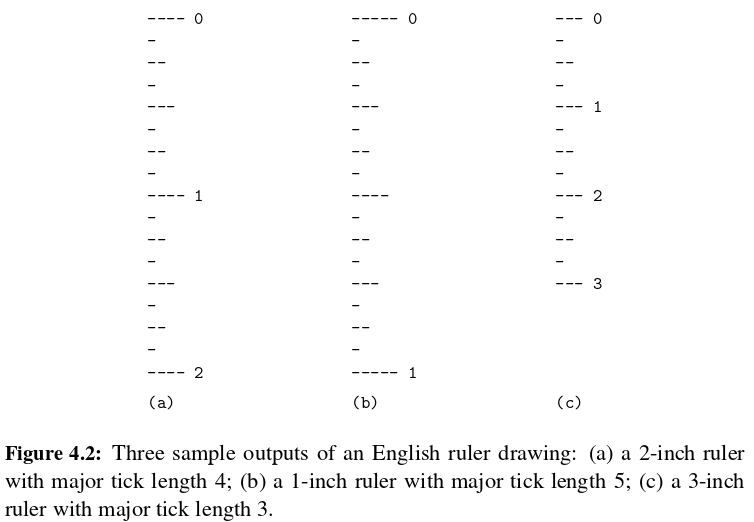 ---- 0 ----- 0 --- 0
- - -
-- -- --
- - -
--- --- --- 1
- - -
-- -- --
- - -
---- 1 ---- --- 2
- - -
-- -- --
- - -
--- --- --- 3
- -
-- --
- -
---- 2 ----- 1
(a) (b) (c)
Figure 4.2: Three sample outputs of an English ruler drawing: (a) a 2-inch ruler
with major tick length 4; (b) a 1-inch ruler with major tick length 5; (c) a 3-inch
ruler with major tick length 3.